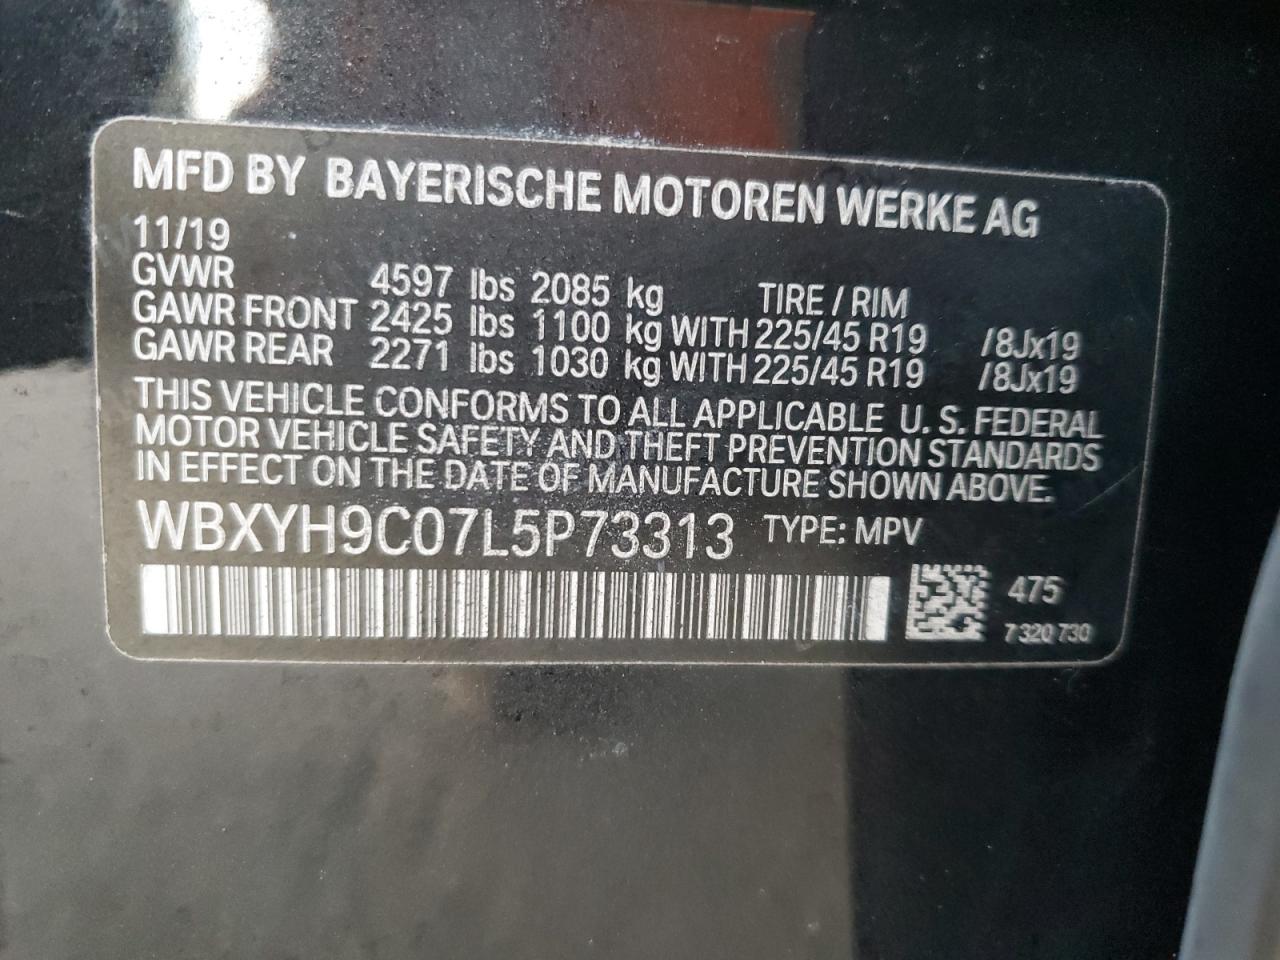 MFD BY BAYERISCHE MOTOREN WERKE AG
11/19
GVWR 4597 lbs 2085 kg TIRE / RIM
GAWR FRONT 2425 lbs 1100 kg WITH 225/45 R19 /8Jx19
GAWR REAR 2271 lbs 1030 kg WITH 225/45 R19 /8Jx19
THIS VEHICLE CONFORMS TO ALL APPLICABLE U. S. FEDERAL
MOTOR VEHICLE SAFETY AND THEFT PREVENTION STANDARDS
IN EFFECT ON THE DATE OF MANUFACTURE SHOWN ABOVE.
WBXYH9C07L5P73313 TYPE: MPV
475
7 320 730